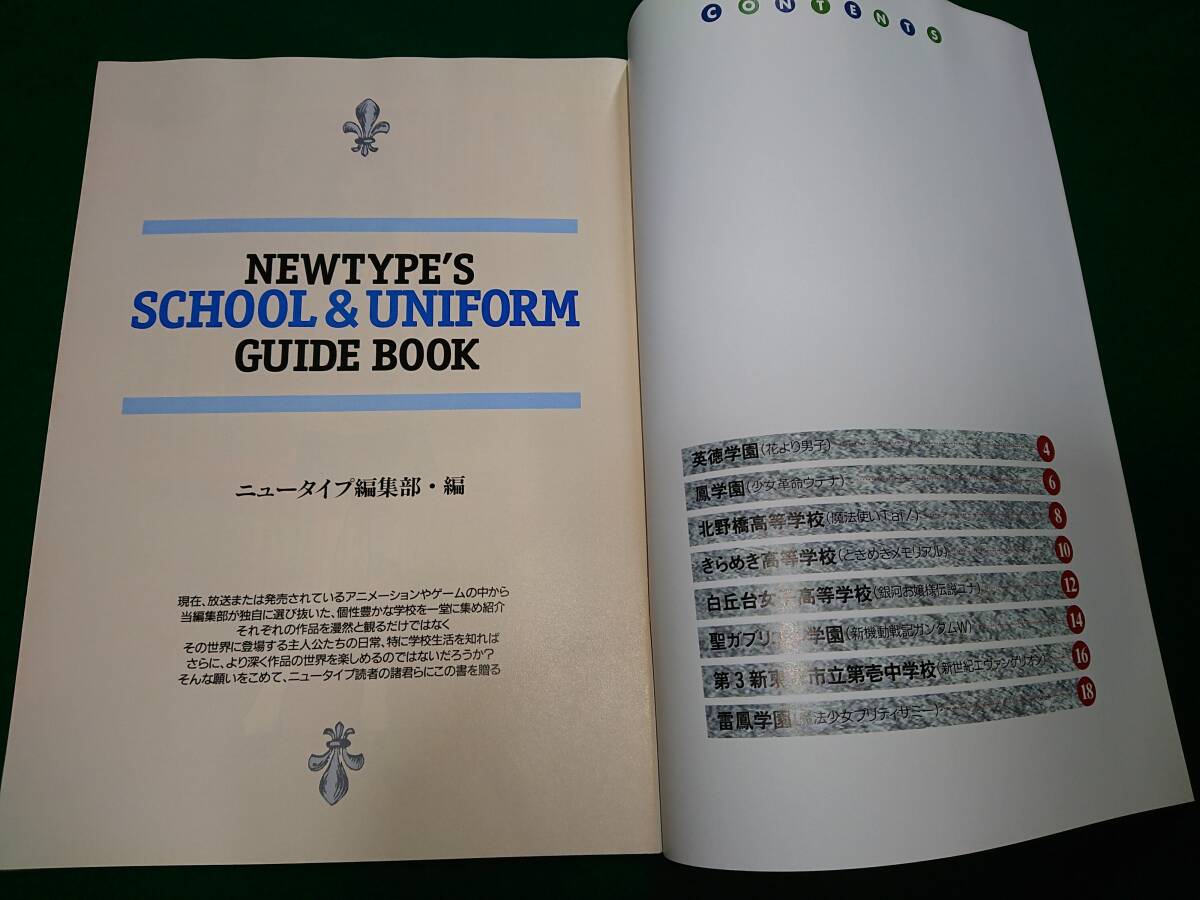 NEWTYPE'S
SCHOOL & UNIFORM
GUIDE BOOK
ニュータイプ編集部・編
現在、放送または発売されているアニメーションやゲームの中から
当編集部が独自に選び抜いた、個性豊かな学校を一堂に集め紹介
それぞれの作品を漫然と観るだけではなく
その世界に登場する主人公たちの日常、特に学校生活を知れば
さらに、より深く作品の世界を楽しめるのではないだろうか?
そんな願いをこめて、ニュータイプ読者の諸君らにこの書を贈る
CONTENTS
英徳学園(花より男子) 4
鳳学園(少女革命ウテナ) 6
北野橋高等学校(魔法使いTai!) 8
きらめき高等学校(ときめきメモリアル) 10
白丘台女子高等学校(銀河お嬢様伝説ユナ) 12
聖ガブリエル学園(新機動戦記ガンダムW) 14
第3新東京市立第壱中学校(新世紀エヴァンゲリオン) 16
雷鳳学園(魔法少女プリティサミー) 18